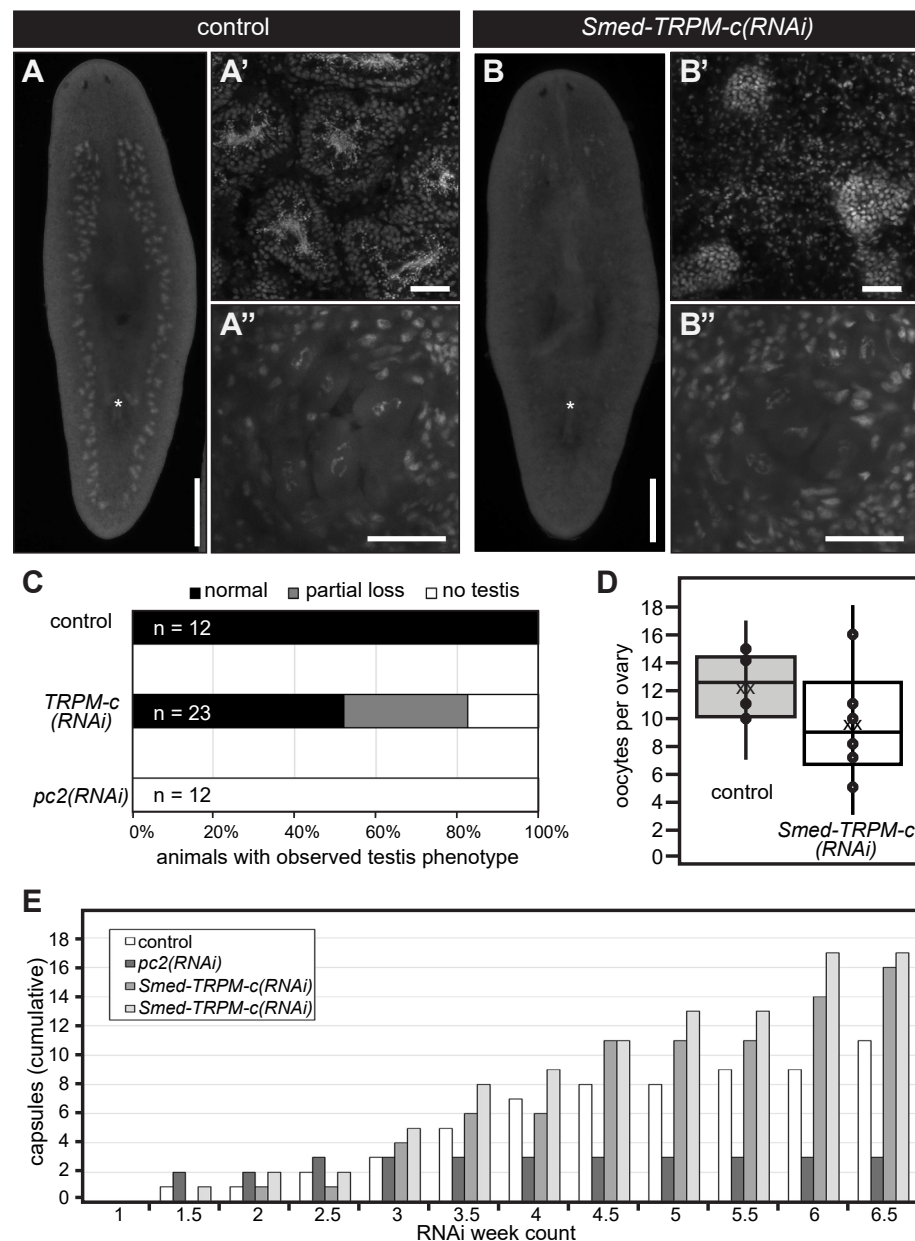 control
Smed-TRPM-c(RNAi)
A
A’
B
B’
A’’
B’’
*
*
C
normal
partial loss
no testis
control
n = 12
TRPM-c
(RNAi)
n = 23
pc2(RNAi)
n = 12
0%
20%
40%
60%
80%
100%
animals with observed testis phenotype
D
oocytes per ovary
18
16
14
12
10
8
6
4
2
0
XX
XX
control
Smed-TRPM-c
(RNAi)
E
capsules (cumulative)
18
16
14
12
10
8
6
4
2
0
control
pc2(RNAi)
Smed-TRPM-c(RNAi)
Smed-TRPM-c(RNAi)
1
1.5
2
2.5
3
3.5
4
4.5
5
5.5
6
6.5
RNAi week count